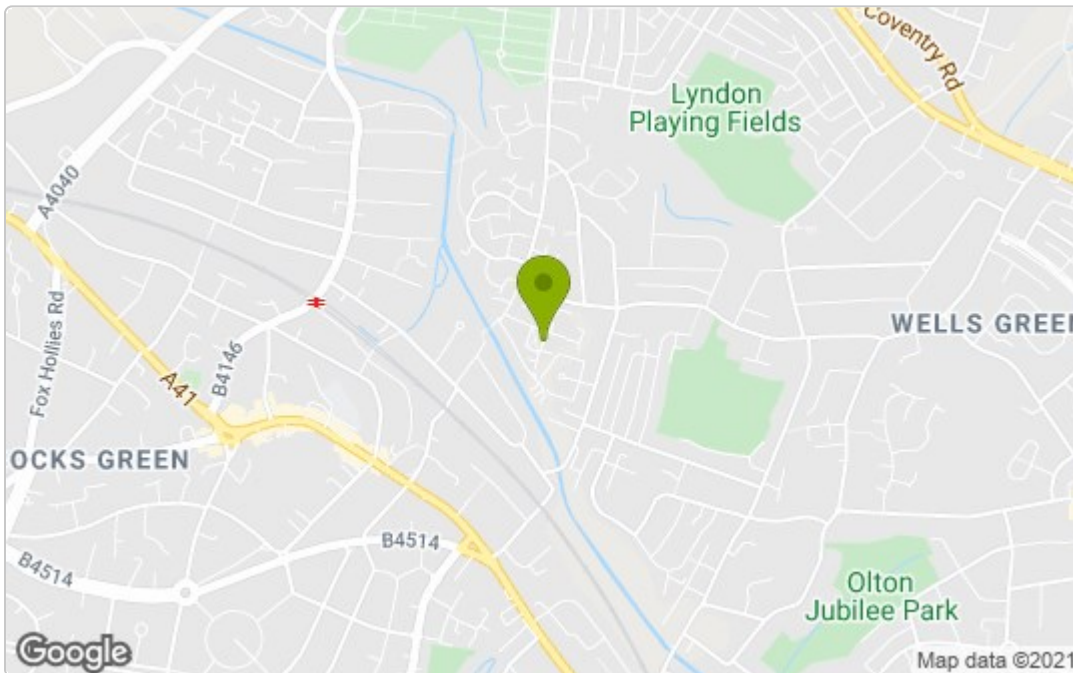 Coventry Rd
Lyndon
Playing Fields
A4040
Fox Hollies Rd
A41
B4146
WELLS GREEN
OCKS GREEN
B4514
B4514
Olton
Jubilee Park
Google
Map data ©2021